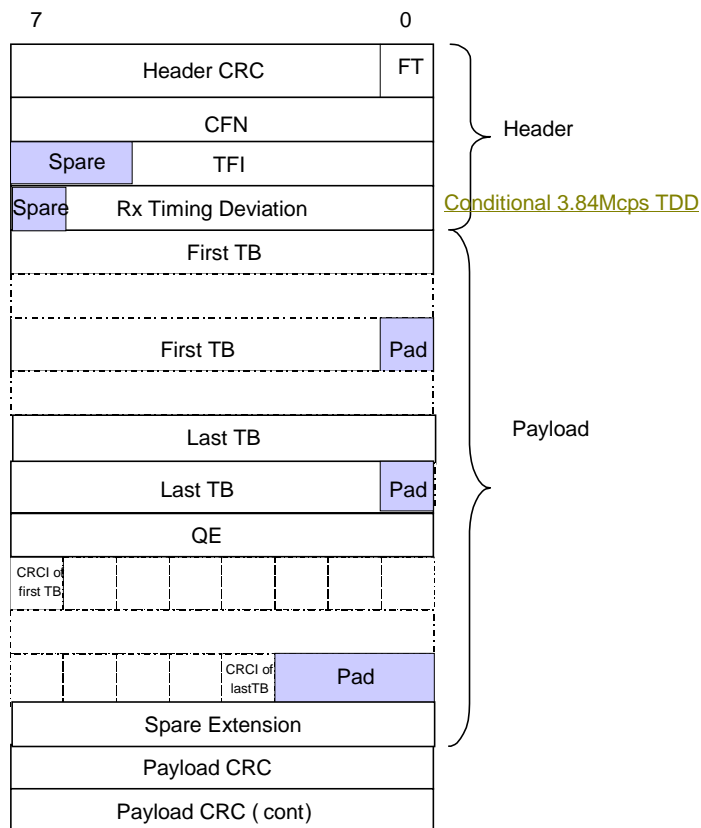 7 0
Header CRC FT
CFN
Header
Spare TFI
Spare Rx Timing Deviation Conditional 3.84Mcps TDD
First TB
First TB Pad
Last TB
Payload
Last TB Pad
QE
CRCI of
first TB
CRCI of
lastTB
Pad
Spare Extension
Payload CRC
Payload CRC ( cont)